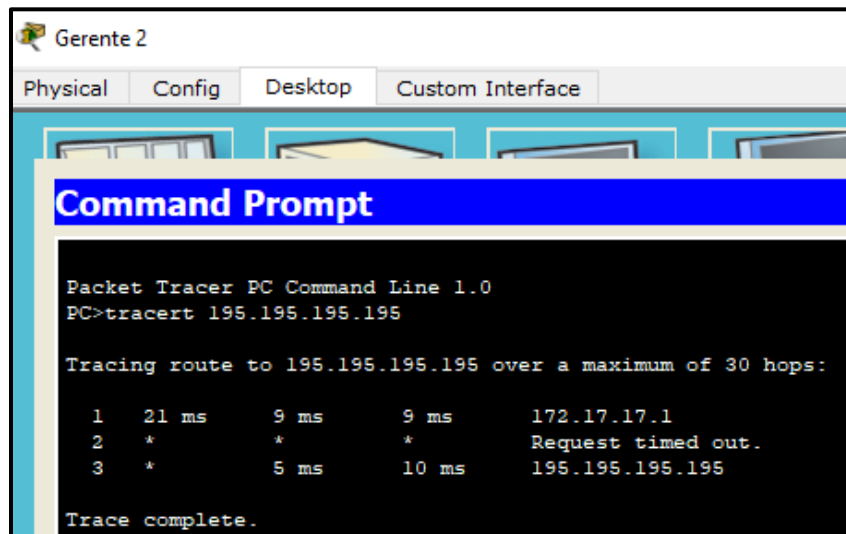 Gerente 2
Physical Config Desktop Custom Interface
Command Prompt
Packet Tracer PC Command Line 1.0
PC>tracert 195.195.195.195
Tracing route to 195.195.195.195 over a maximum of 30 hops:
1 21 ms 9 ms 9 ms 172.17.17.1
2 * * * Request timed out.
3 * 5 ms 10 ms 195.195.195.195
Trace complete.